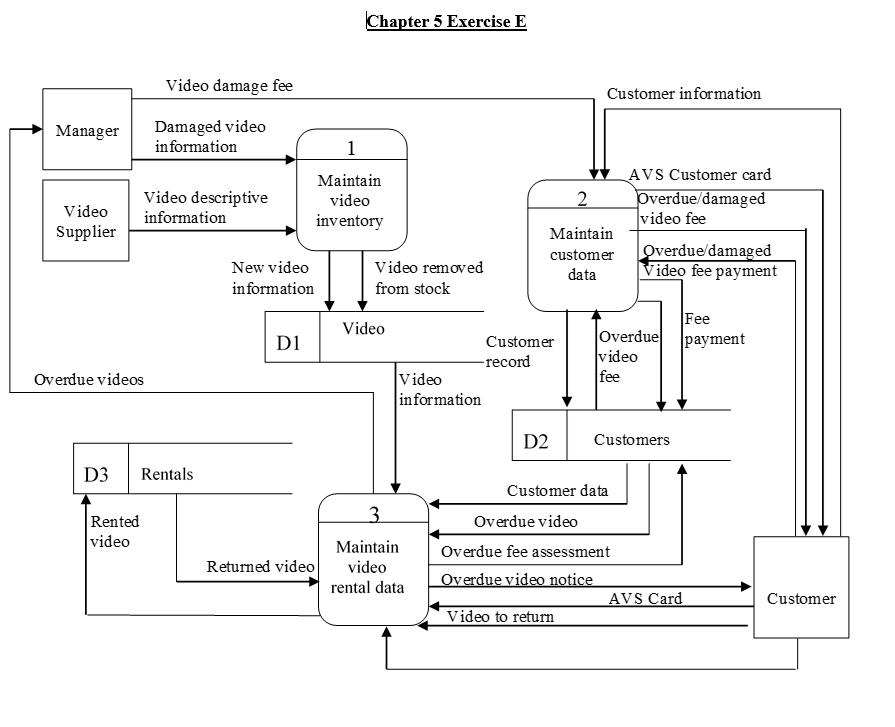 Chapter 5 Exercise E
Video damage fee
Customer information
Manager
Damaged video
information
1
Maintain
video
inventory
AVS Customer card
Video
Supplier
Video descriptive
information
2
Maintain
customer
data
Overdue/damaged
video fee
Overdue/damaged
Video fee payment
New video
information
Video removed
from stock
D1
Video
Customer
record
Overdue
video
fee
Fee
payment
Overdue videos
Video
information
D2
Customers
D3
Rentals
Customer data
3
Maintain
video
rental data
Overdue video
Rented
video
Overdue fee assessment
Returned video
Overdue video notice
AVS Card
Customer
Video to return